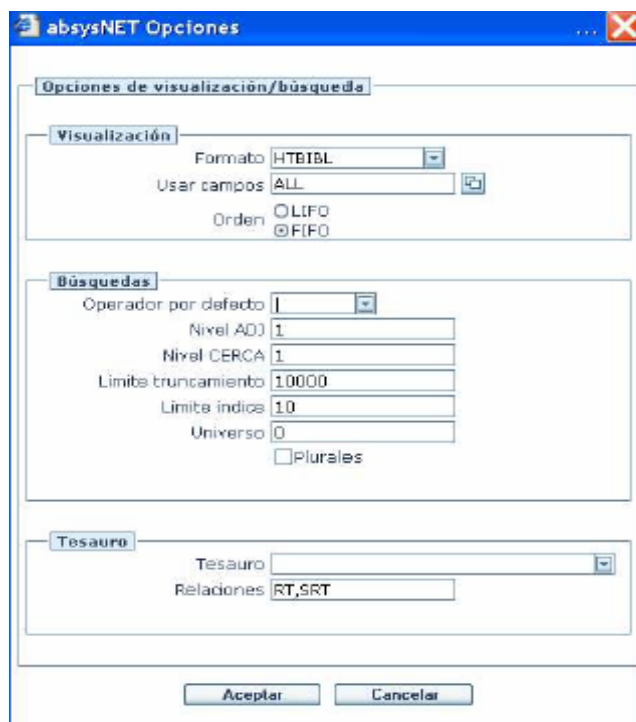 absysNET Opciones ...
Opciones de visualización/búsqueda
Visualización
Formato HTBIBL
Usar campos ALL
Orden LIFO
FIFO
Búsquedas
Operador por defecto
Nivel ADJ 1
Nivel CERCA 1
Limite truncamiento 10000
Limite indice 10
Universo 0
Plurales
Tesauro
Tesauro
Relaciones RT,SRT
Aceptar Cancelar